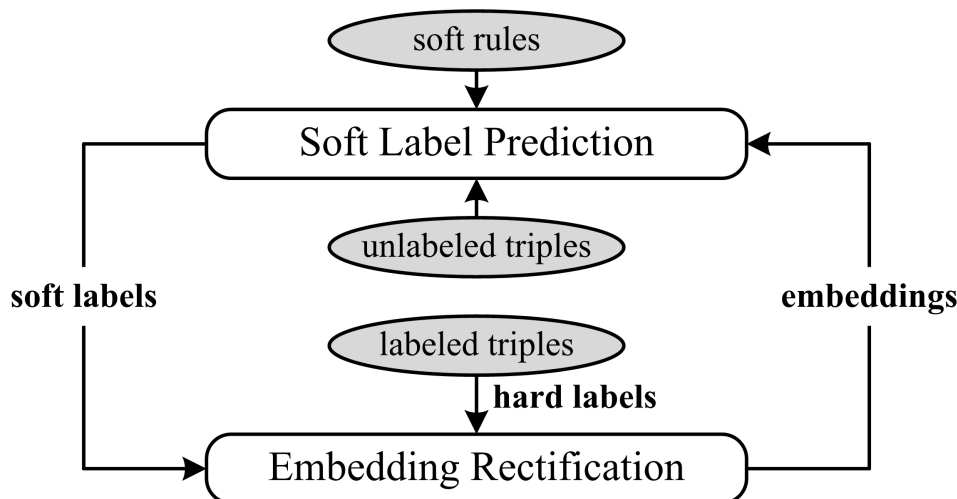 soft rules
Soft Label Prediction
unlabeled triples
soft labels
embeddings
labeled triples
hard labels
Embedding Rectification